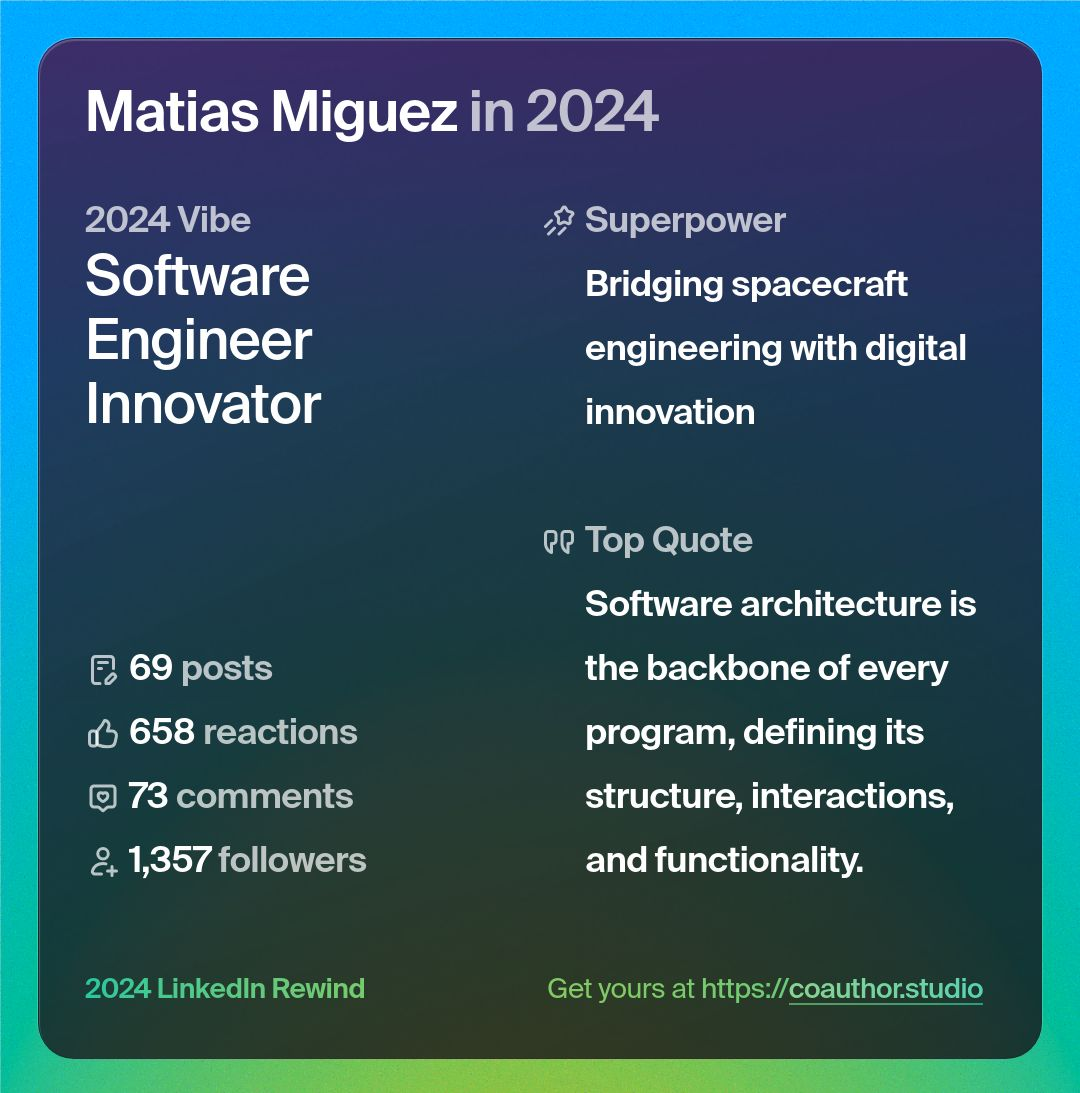 Matias Miguez in 2024
2024 Vibe
Software
Engineer
Innovator
69 posts
658 reactions
73 comments
1,357 followers
Superpower
Bridging spacecraft
engineering with digital
innovation
Top Quote
Software architecture is
the backbone of every
program, defining its
structure, interactions,
and functionality.
2024 LinkedIn Rewind
Get yours at https://coauthor.studio